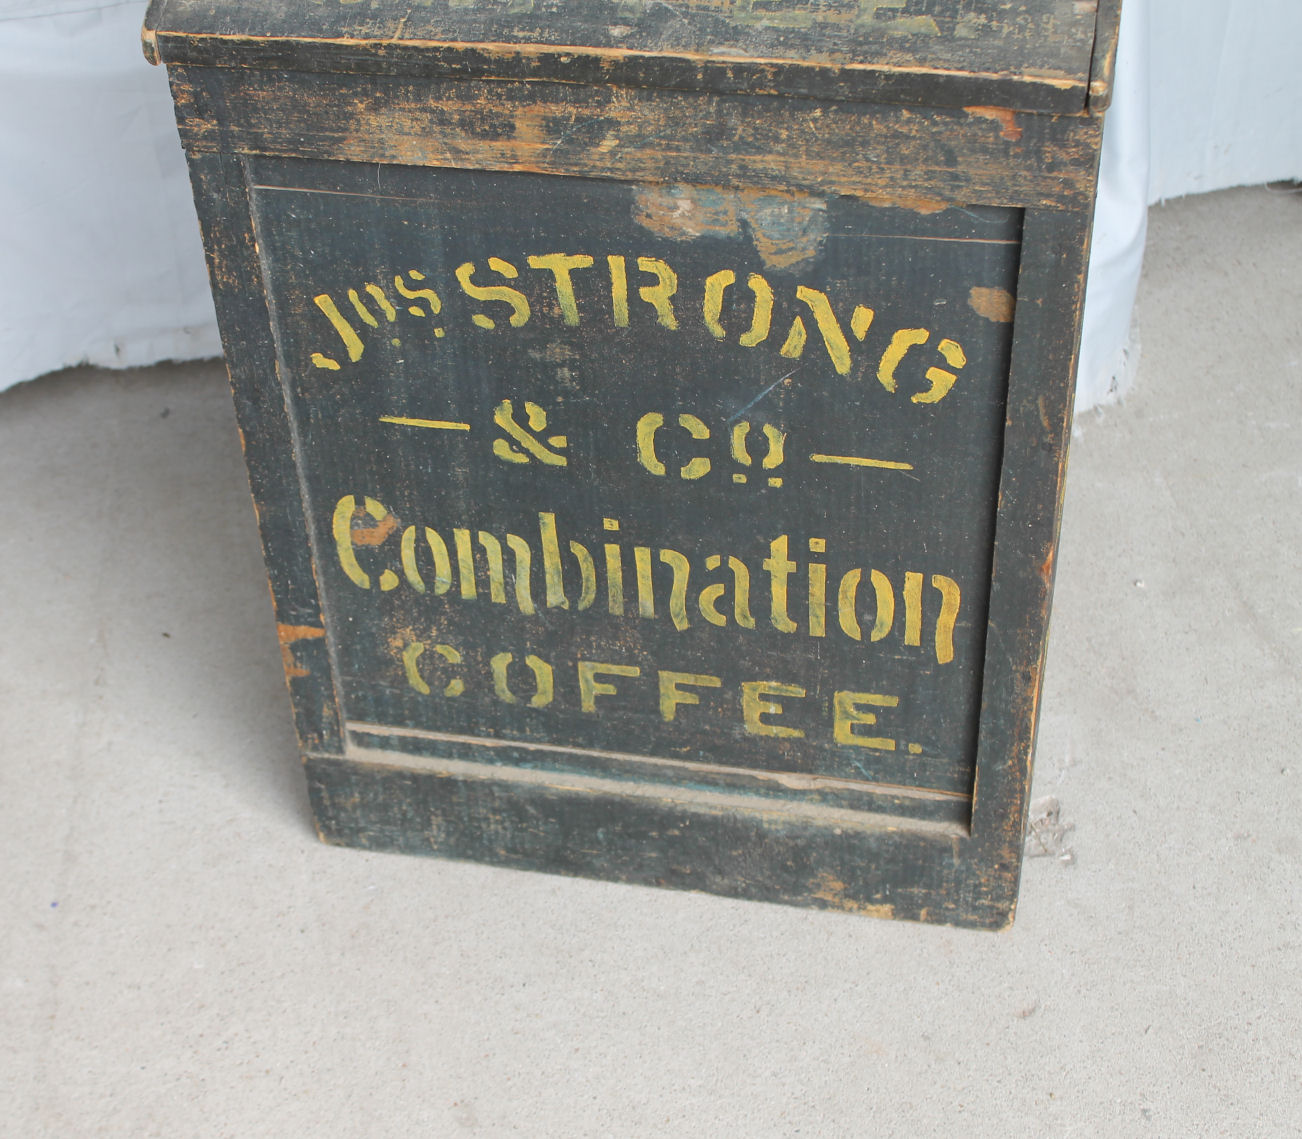 Jos STRONG
— & Co —
Combination
COFFEE.